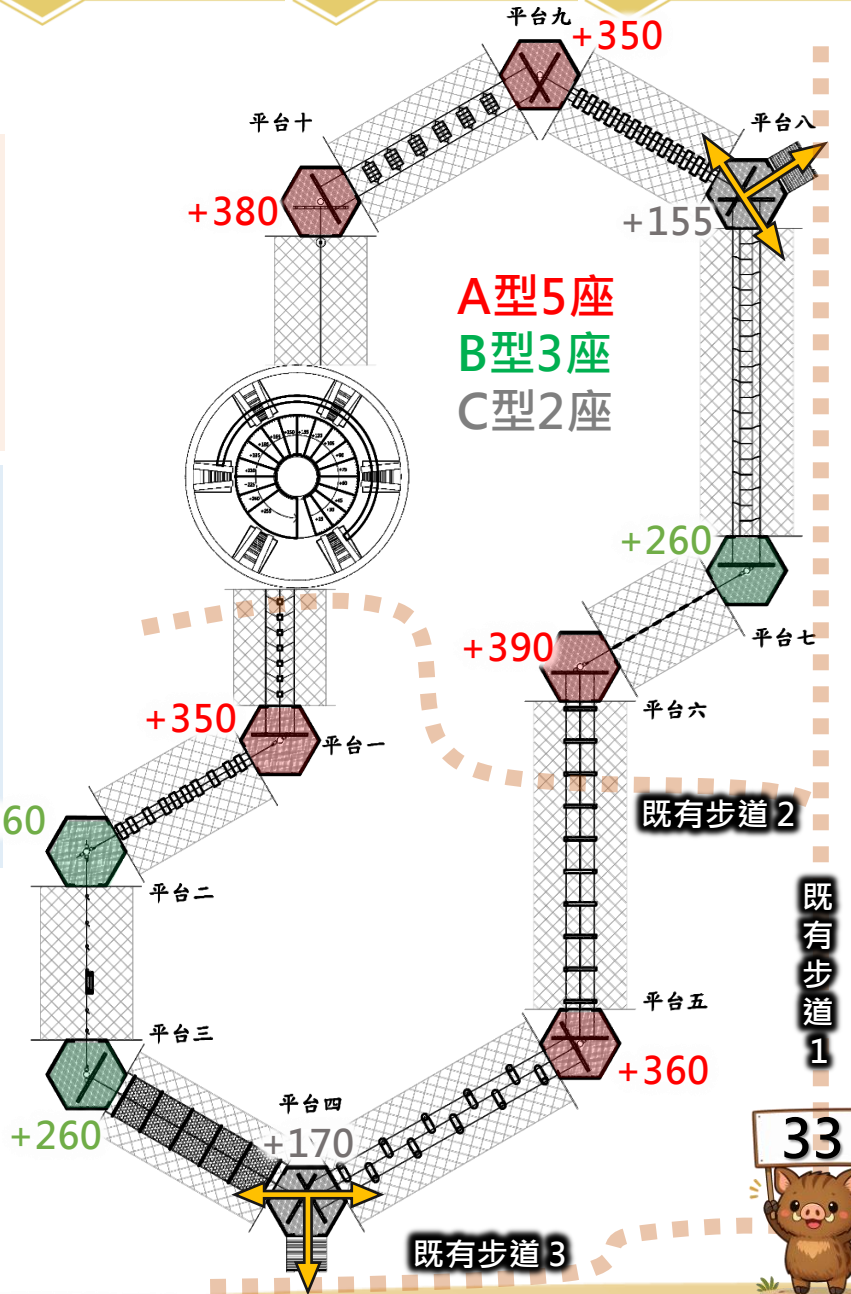 平台九
+350
平台十
平台八
+380
+155
A型5座
B型3座
C型2座
+260
平台七
+390
平台六
+350
平台一
既有步道2
60
平台二
既有步道1
平台三
平台五
+360
平台四
+260
+170
33
既有步道3